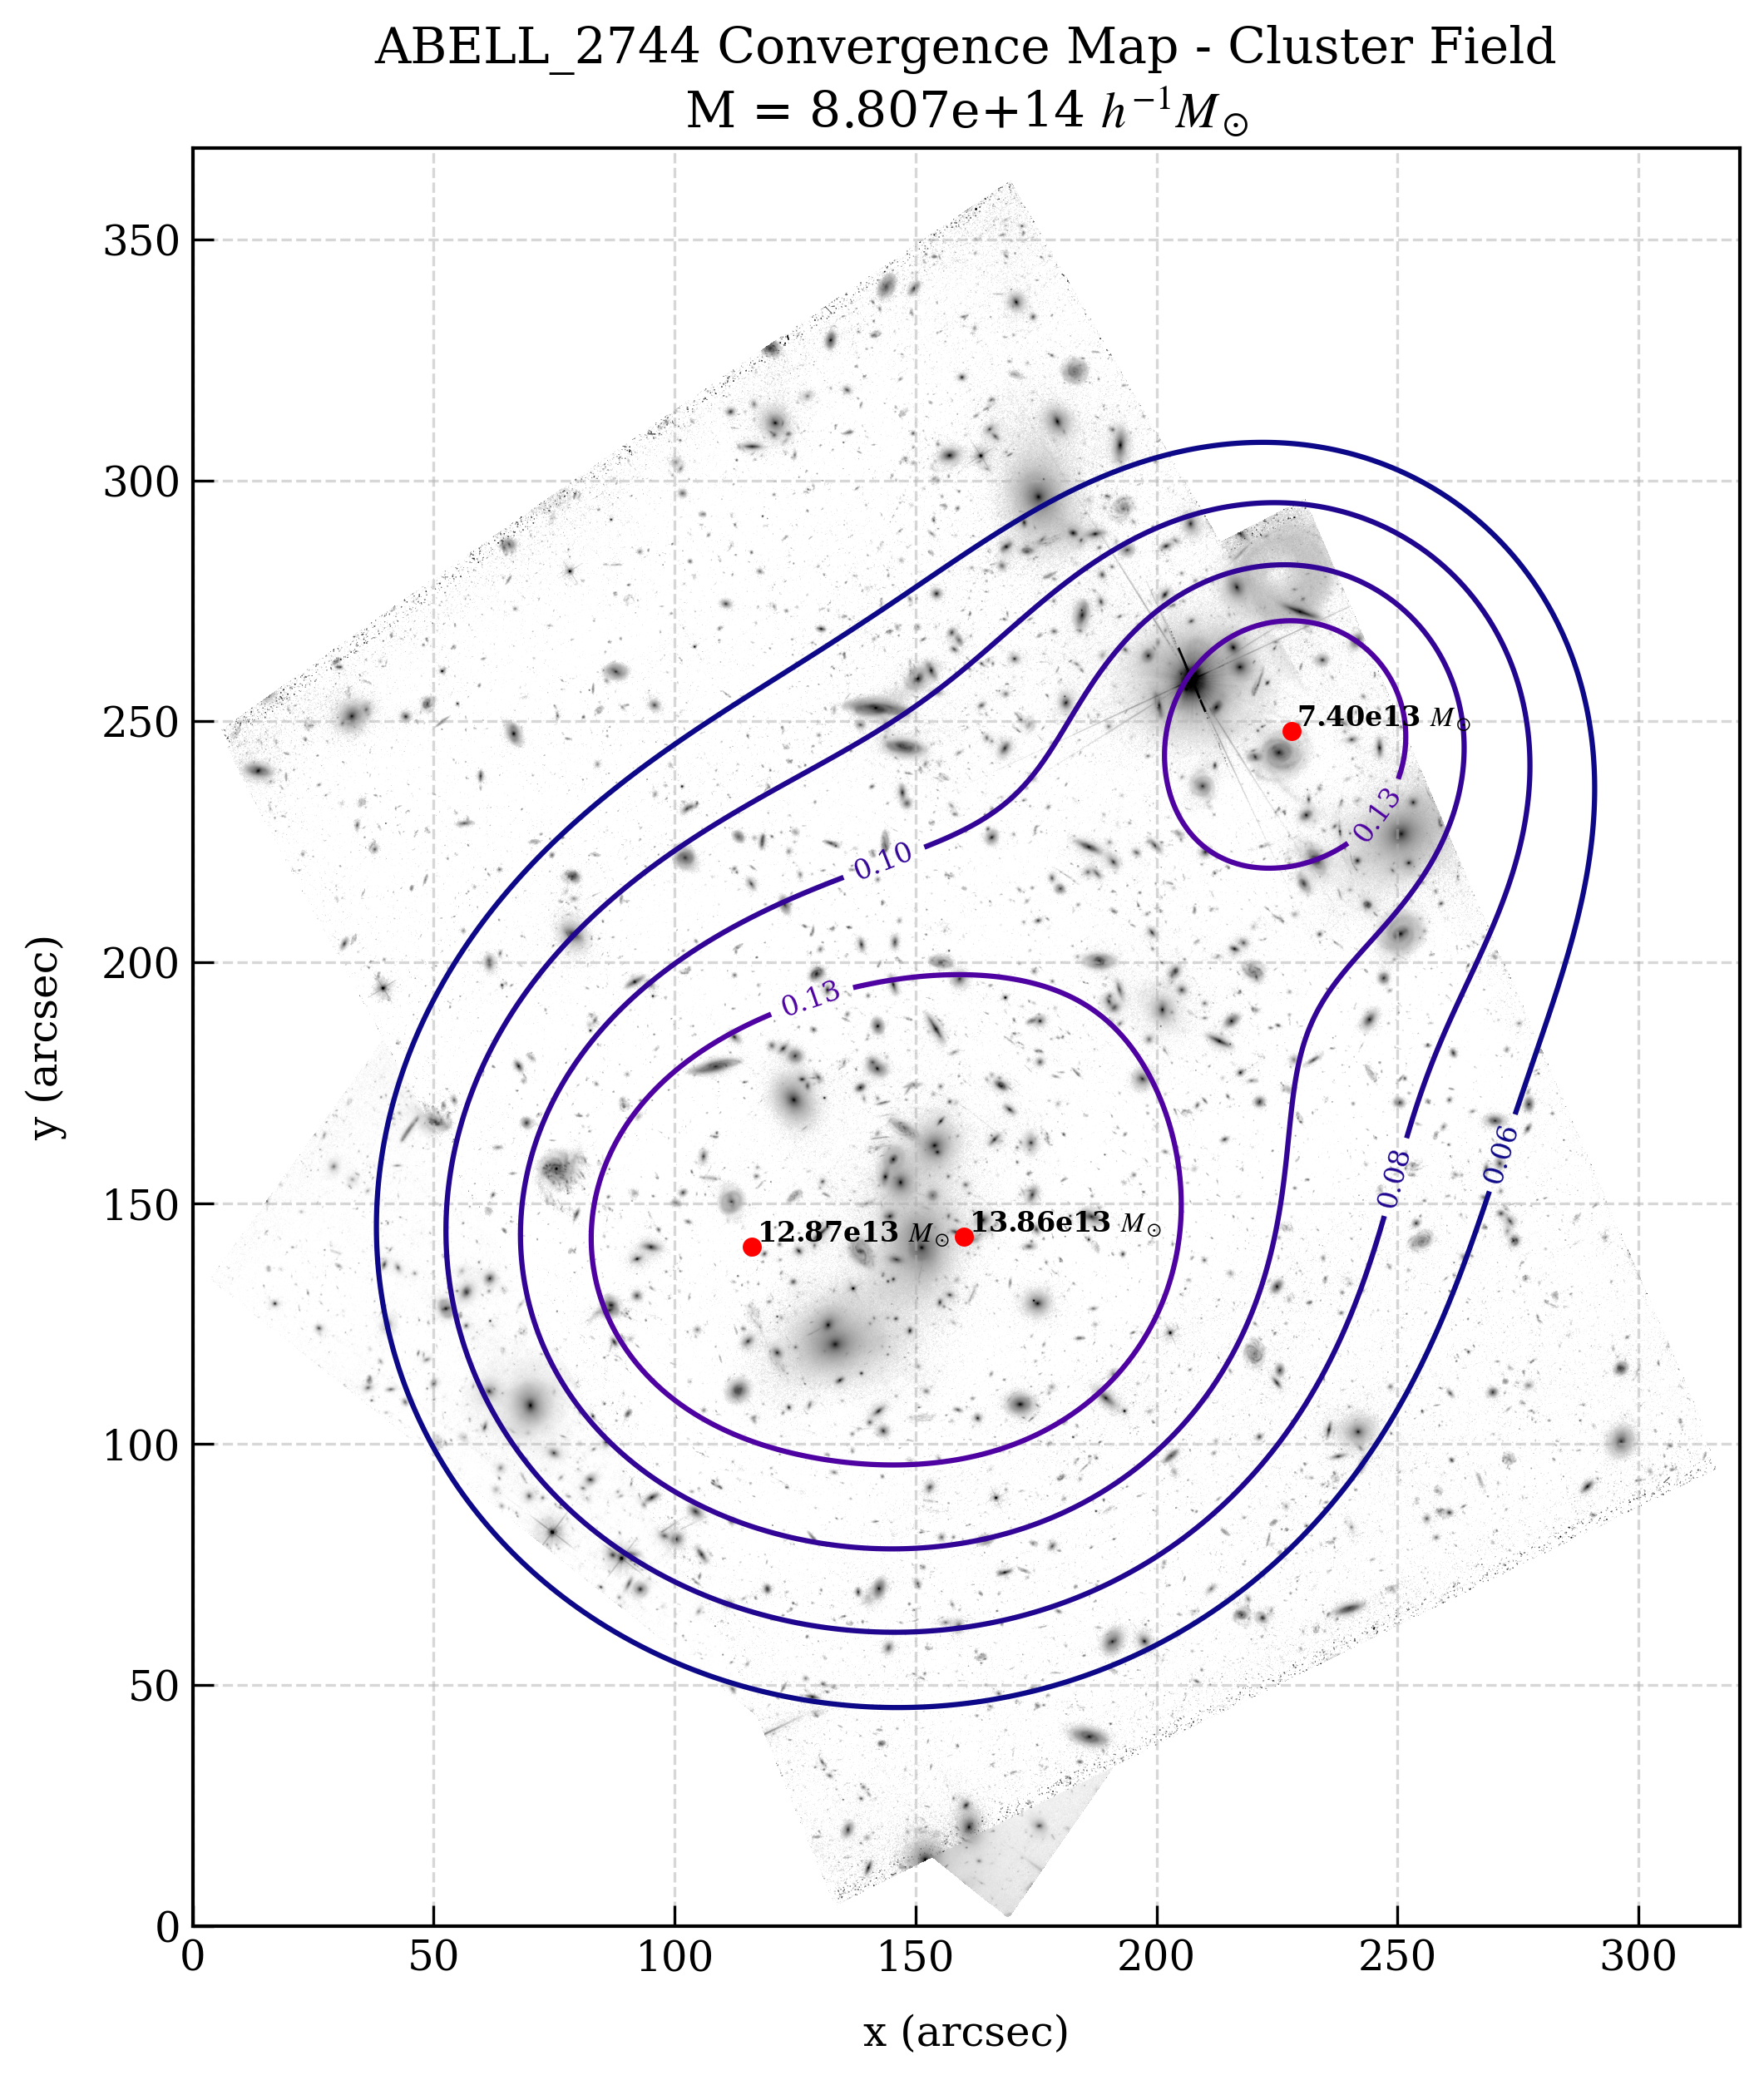 ABELL_2744 Convergence Map - Cluster Field
M = 8.807e+14 h⁻¹M⊙
350
300
250
200
150
100
50
0
y (arcsec)
7.40e13 M⊙
0.13
0.10
0.13
0.06
0.08
12.87e13 M⊙
13.86e13 M⊙
0
50
100
150
200
250
300
x (arcsec)